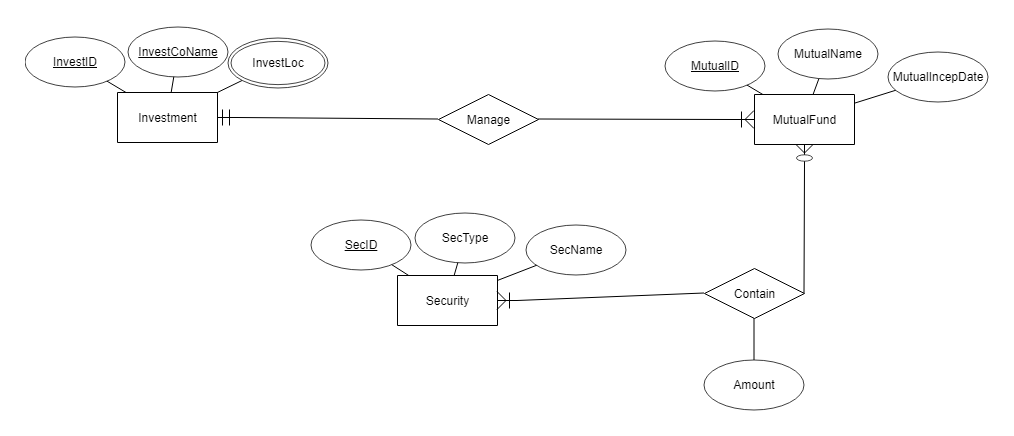 InvestID
InvestCoName
InvestLoc
Investment
Manage
MutualID
MutualName
MutualIncepDate
MutualFund
SecID
SecType
SecName
Security
Contain
Amount